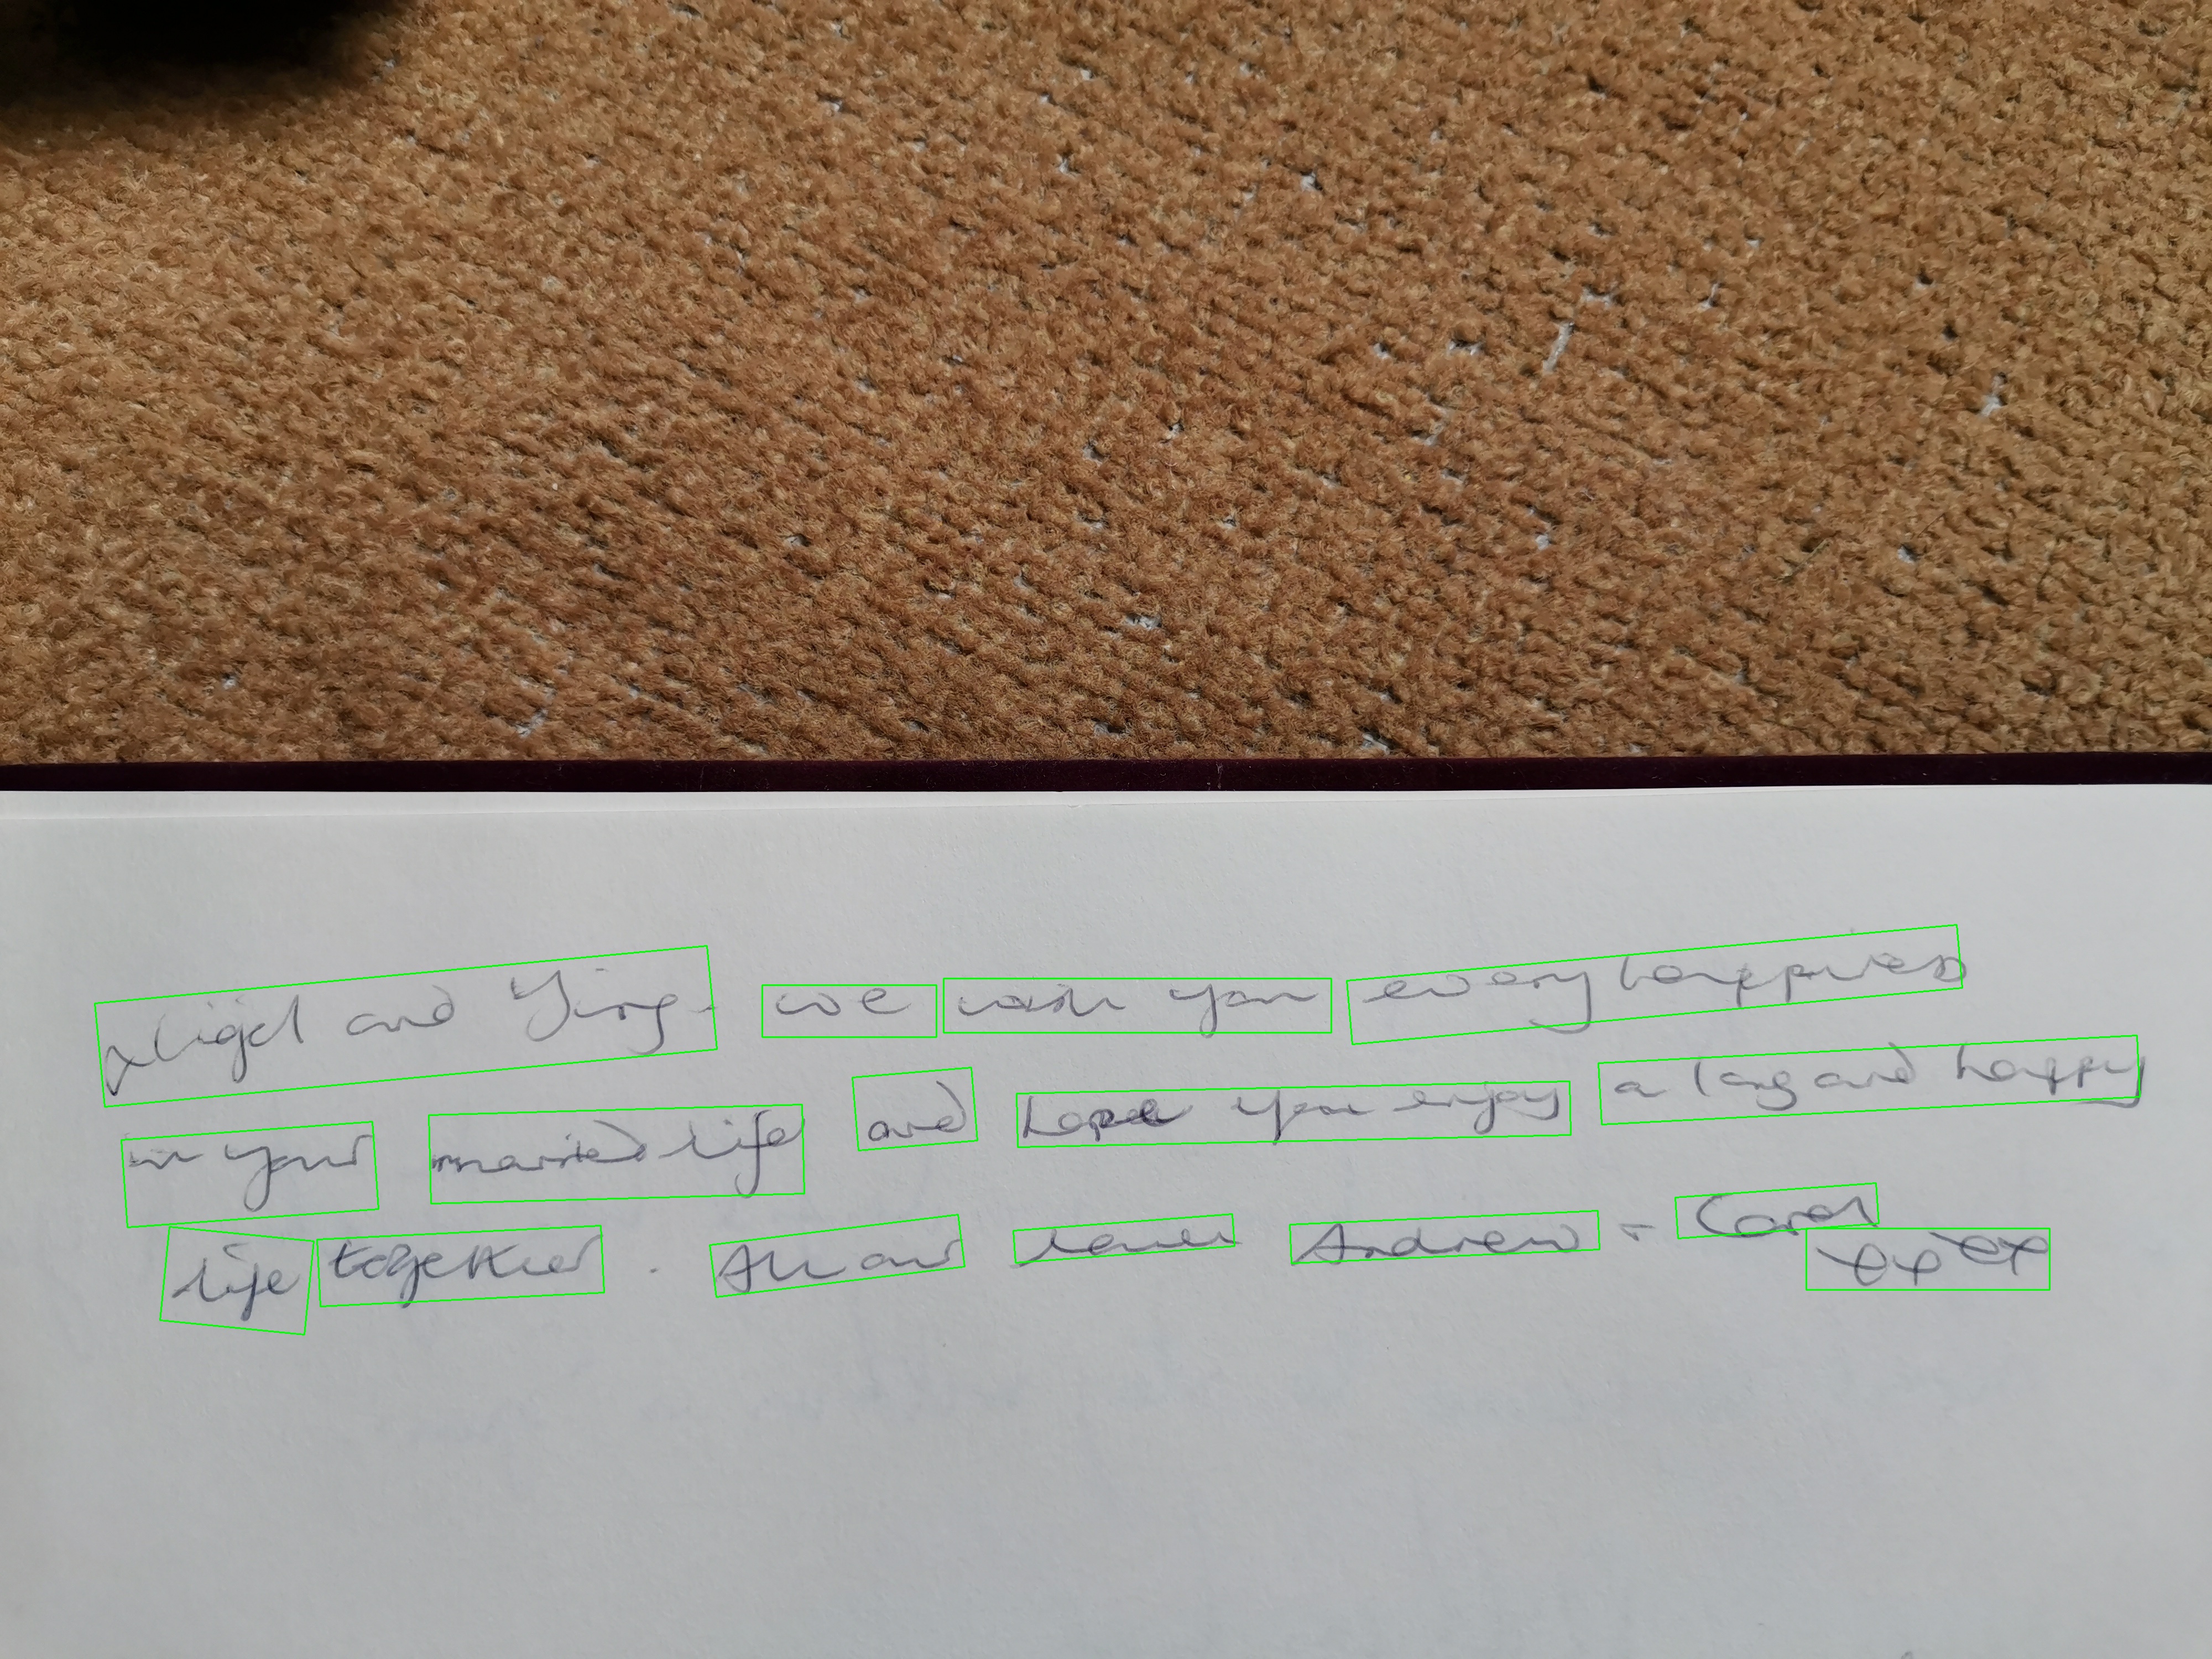 Nigel and Ying - we wish you every happiness
in your married life and hope you enjoy a long and happy
life together. All our love Andrew + Carol
xxxx